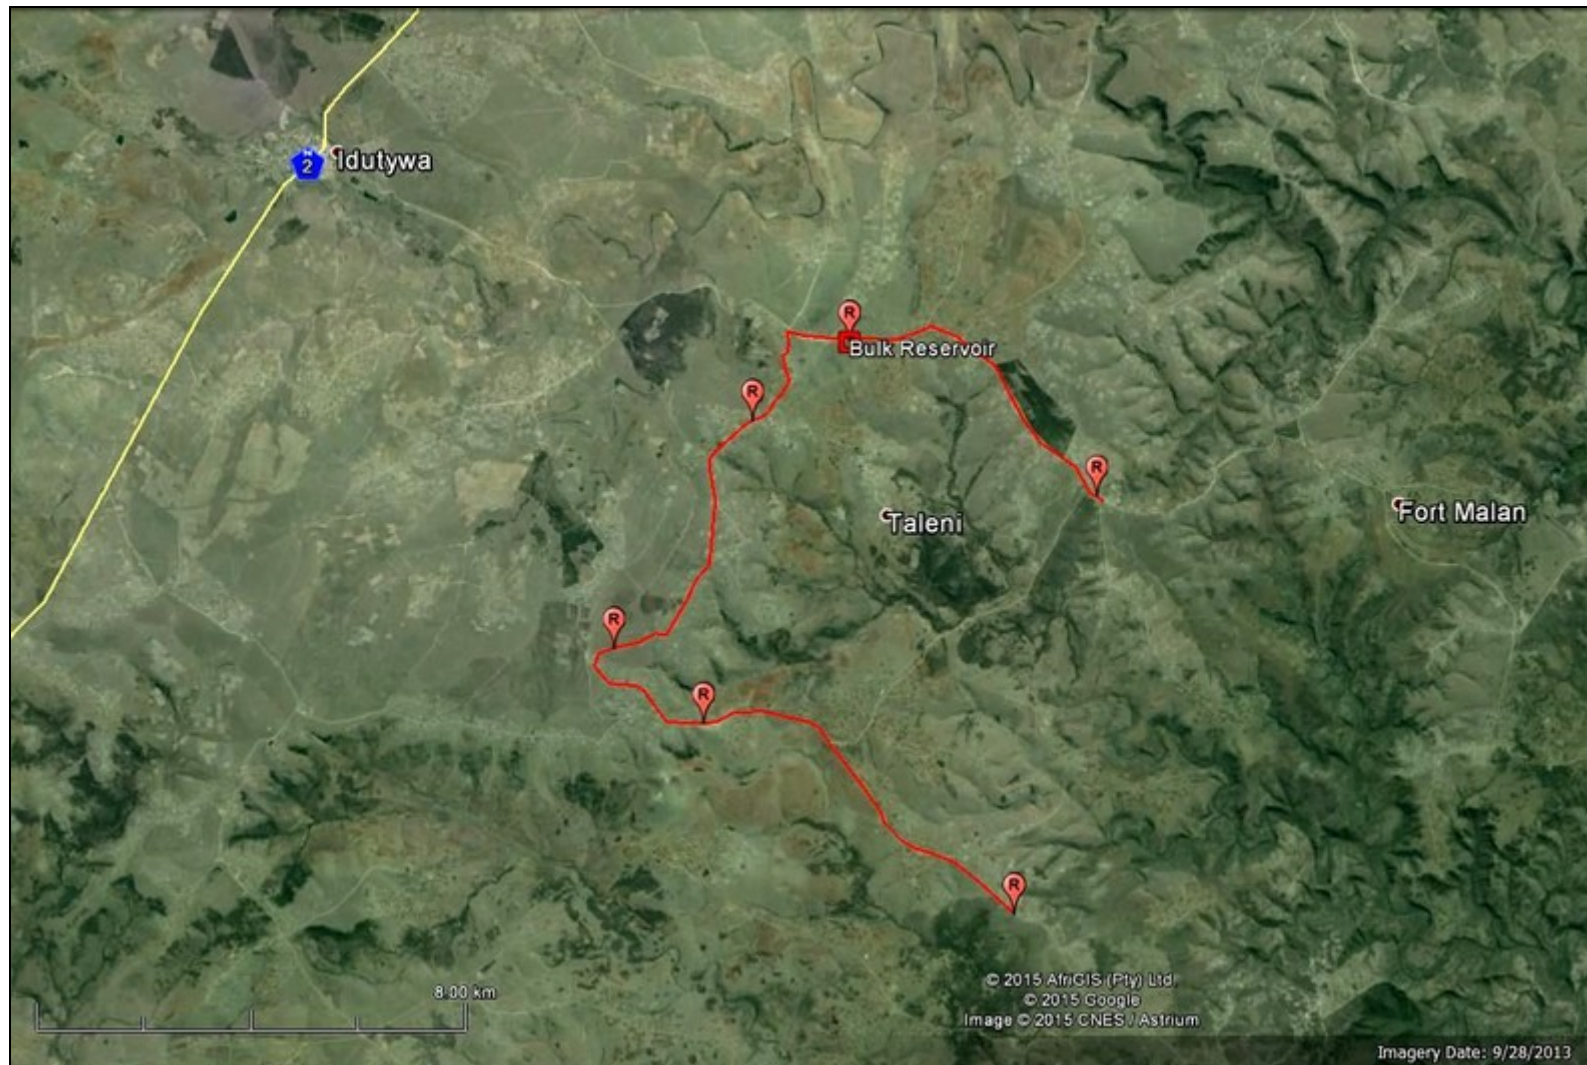 N
2
Idutywa
R
Bulk Reservoir
R
R
Taleni
Fort Malan
R
R
R
8.00 km
© 2015 AfriGIS (Pty) Ltd.
© 2015 Google
Image © 2015 CNES / Astrium
Imagery Date: 9/28/2013